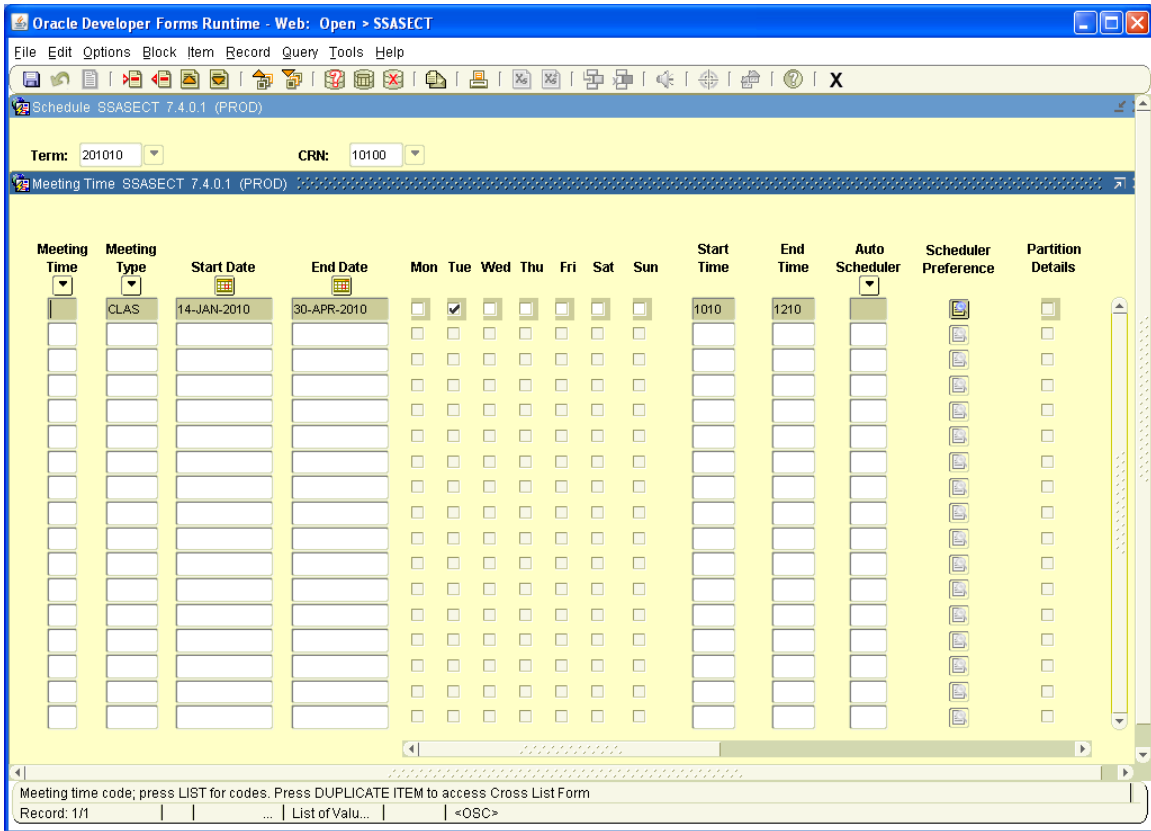 Oracle Developer Forms Runtime - Web: Open > SSASECT
File Edit Options Block Item Record Query Tools Help
X
Schedule SSASECT 7.4.0.1 (PROD)
Term: 201010 CRN: 10100
Meeting Time SSASECT 7.4.0.1 (PROD)
Meeting Time Meeting Type Start Date End Date Mon Tue Wed Thu Fri Sat Sun Start Time End Time Auto Scheduler Scheduler Preference Partition Details
CLAS 14-JAN-2010 30-APR-2010 1010 1210
Meeting time code; press LIST for codes. Press DUPLICATE ITEM to access Cross List Form
Record: 1/1 ... List of Valu... <OSC>